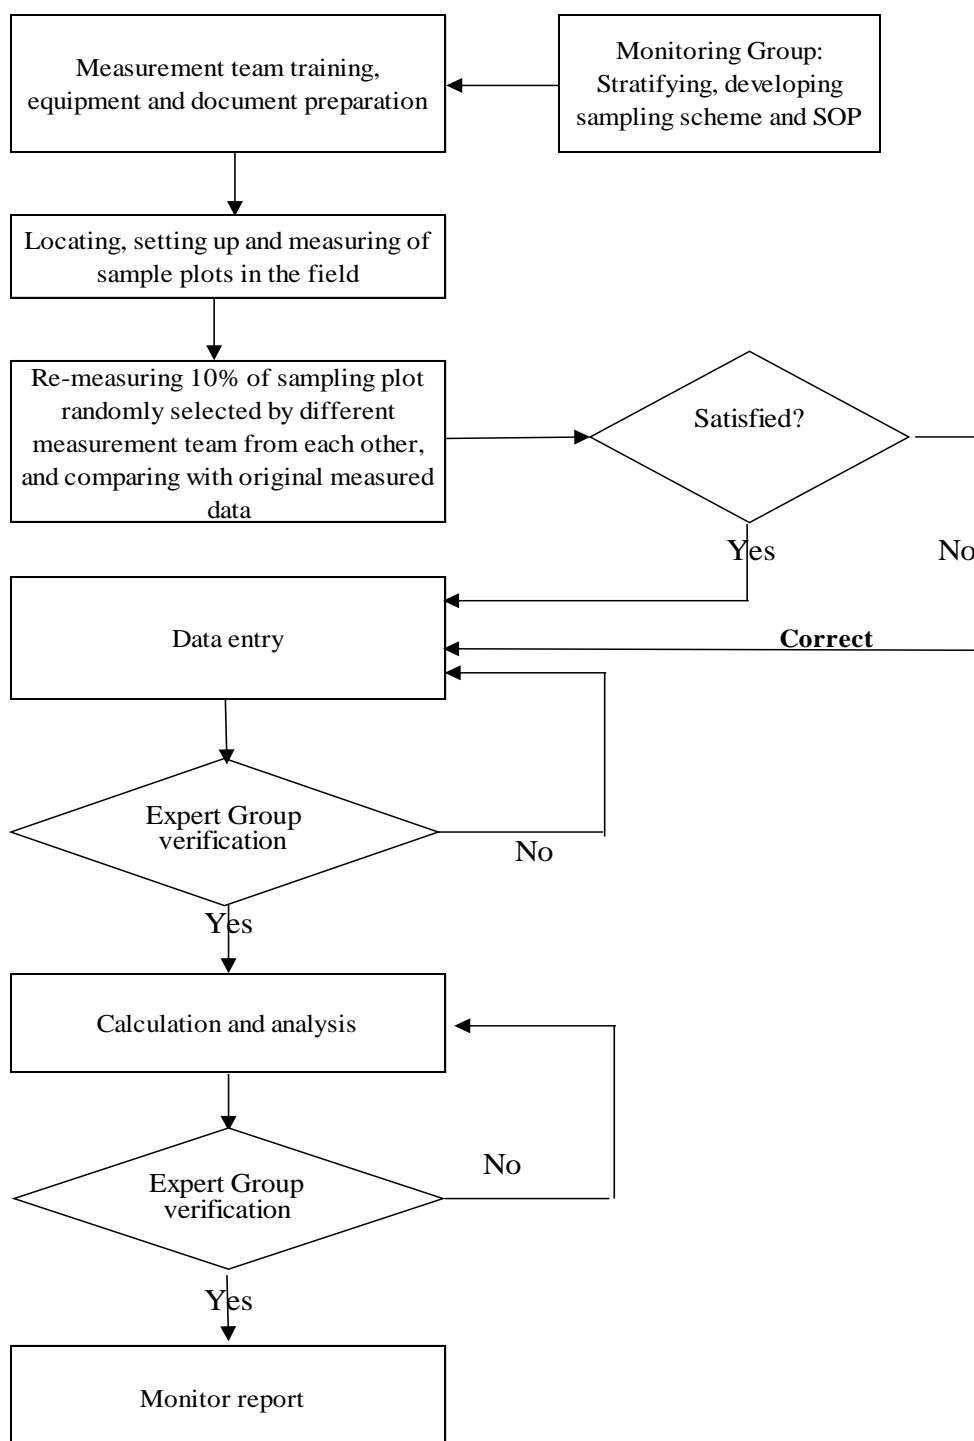 Measurement team training,
equipment and document preparation
Monitoring Group:
Stratifying, developing
sampling scheme and SOP
Locating, setting up and measuring of
sample plots in the field
Re-measuring 10% of sampling plot
randomly selected by different
measurement team from each other,
and comparing with original measured
data
Satisfied?
Yes
No
Data entry
Correct
Expert Group
verification
No
Yes
Calculation and analysis
Expert Group
verification
No
Yes
Monitor report